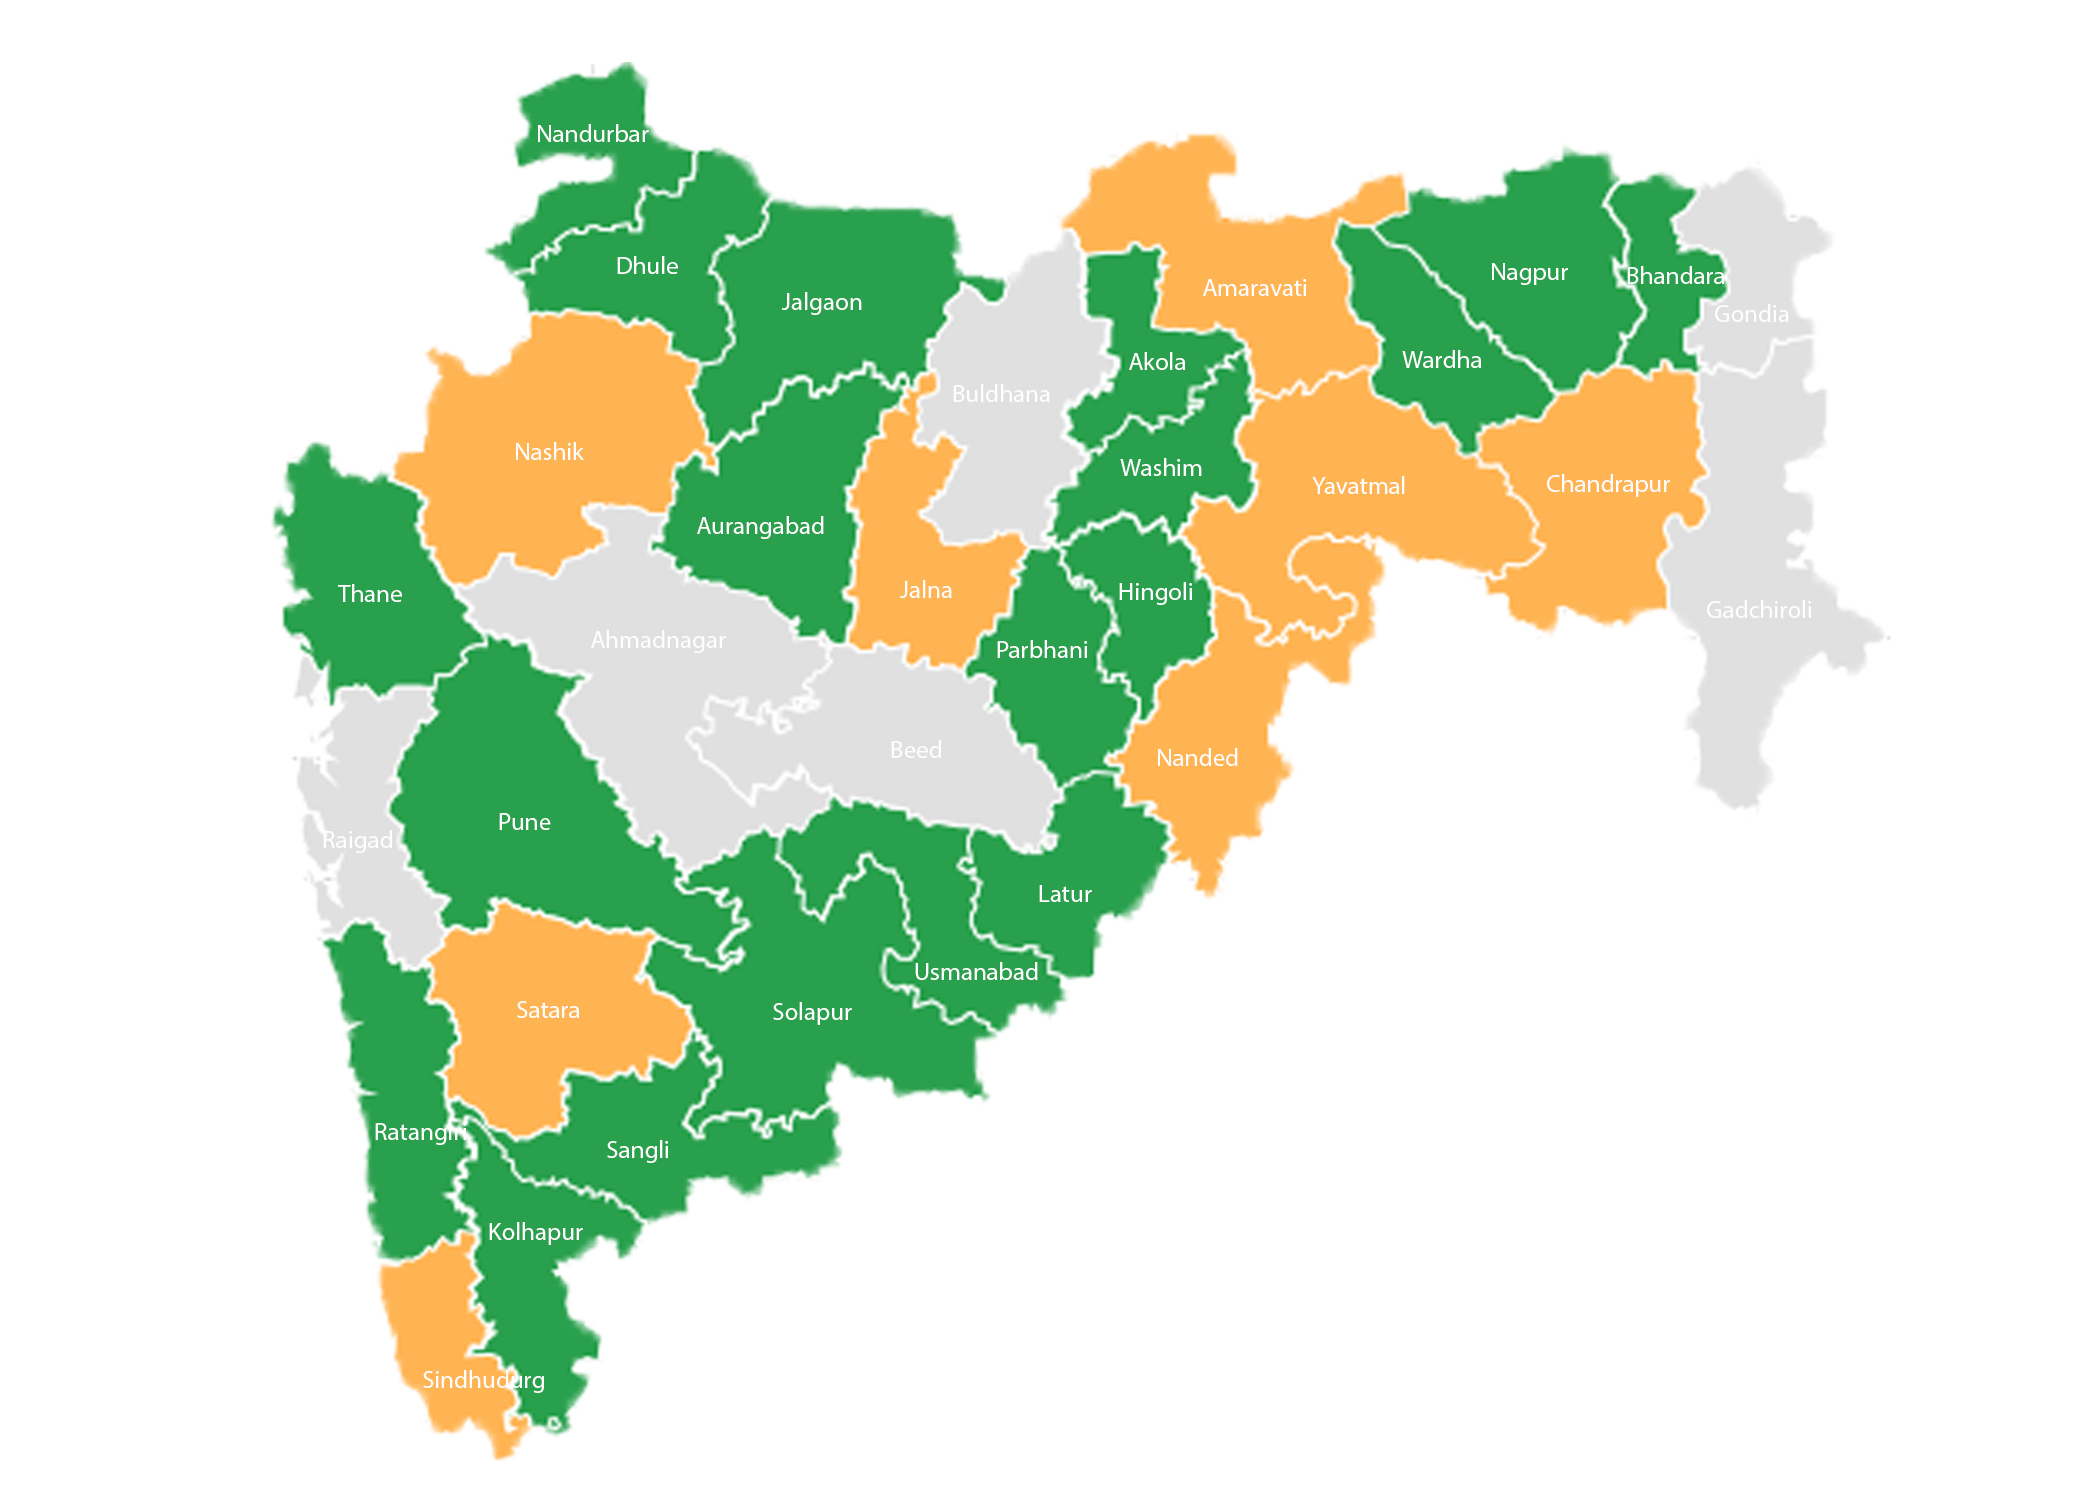 Nandurbar
Dhule
Nagpur
Bhandara
Amaravati
Jalgaon
Gondia
Wardha
Akola
Buldhana
Nashik
Washim
Chandrapur
Yavatmal
Aurangabad
Jalna
Hingoli
Thane
Gadchiroli
Ahmadnagar
Parbhani
Beed
Nanded
Pune
Raigad
Latur
Usmanabad
Satara
Solapur
Ratangiri
Sangli
Kolhapur
Sindhudurg